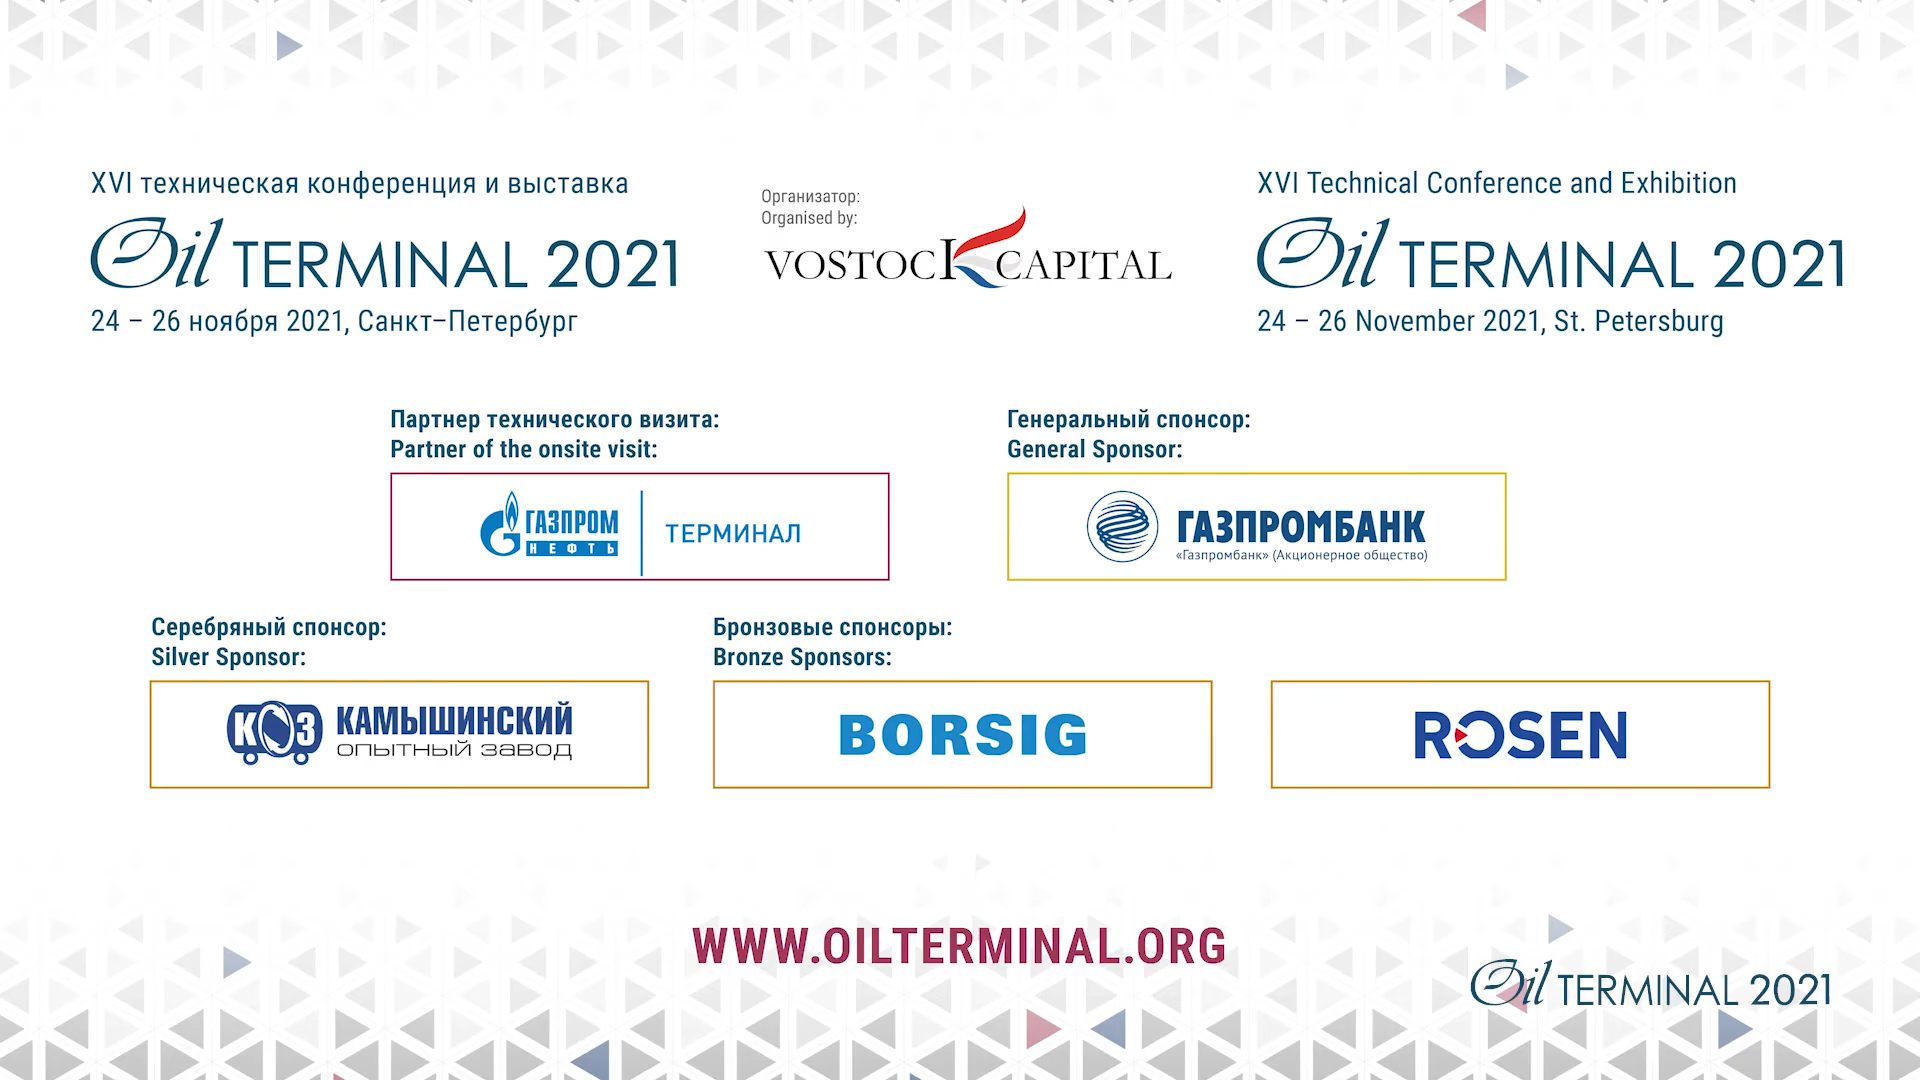 XVI техническая конференция и выставка
Oil TERMINAL 2021
24 – 26 ноября 2021, Санкт–Петербург
Организатор:
Organised by:
VOSTOCK CAPITAL
XVI Technical Conference and Exhibition
Oil TERMINAL 2021
24 – 26 November 2021, St. Petersburg
Партнер технического визита:
Partner of the onsite visit:
ГАЗПРОМ
НЕФТЬ
ТЕРМИНАЛ
Генеральный спонсор:
General Sponsor:
ГАЗПРОМБАНК
«Газпромбанк» (Акционерное общество)
Серебряный спонсор:
Silver Sponsor:
КОЗ
КАМЫШИНСКИЙ
ОПЫТНЫЙ ЗАВОД
Бронзовые спонсоры:
Bronze Sponsors:
BORSIG
ROSEN
WWW.OILTERMINAL.ORG
Oil TERMINAL 2021